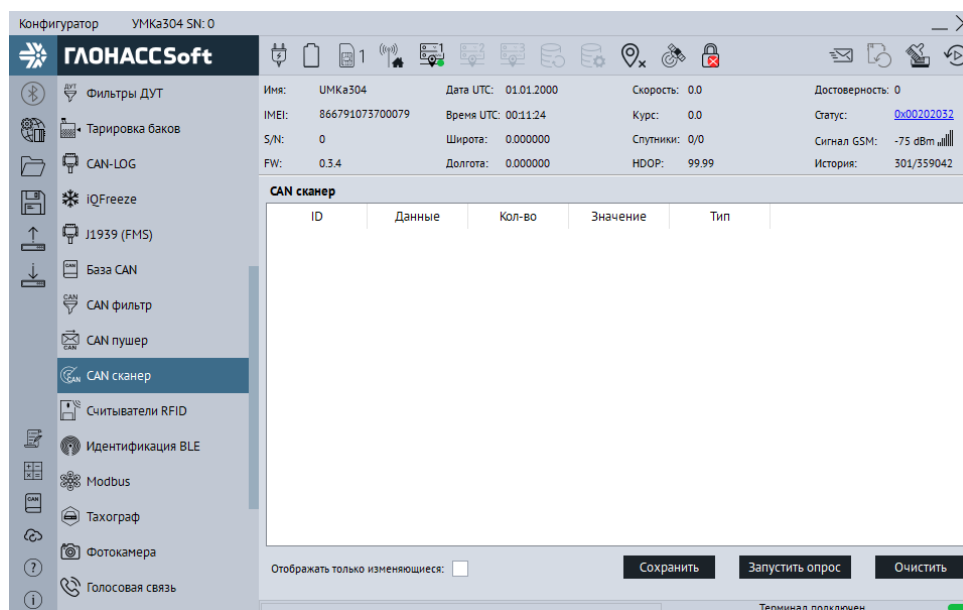 Конфигуратор УМКа304 SN: 0
ГЛОНАССSoft
1
Имя: UMKa304 Дата UTC: 01.01.2000 Скорость: 0.0 Достоверность: 0
IMEI: 866791073700079 Время UTC: 00:11:24 Курс: 0.0 Статус: 0x00202032
S/N: 0 Широта: 0.000000 Спутники: 0/0 Сигнал GSM: -75 dBm
FW: 0.3.4 Долгота: 0.000000 HDOP: 99.99 История: 301/359042
Фильтры ДУТ
Тарировка баков
CAN-LOG
iQFreeze
J1939 (FMS)
База CAN
CAN фильтр
CAN пушер
CAN сканер
Считыватели RFID
Идентификация BLE
Modbus
Тахограф
Фотокамера
Голосовая связь
CAN сканер
ID Данные Кол-во Значение Тип
Отображать только изменяющиеся: Сохранить Запустить опрос Очистить
Терминал подключен